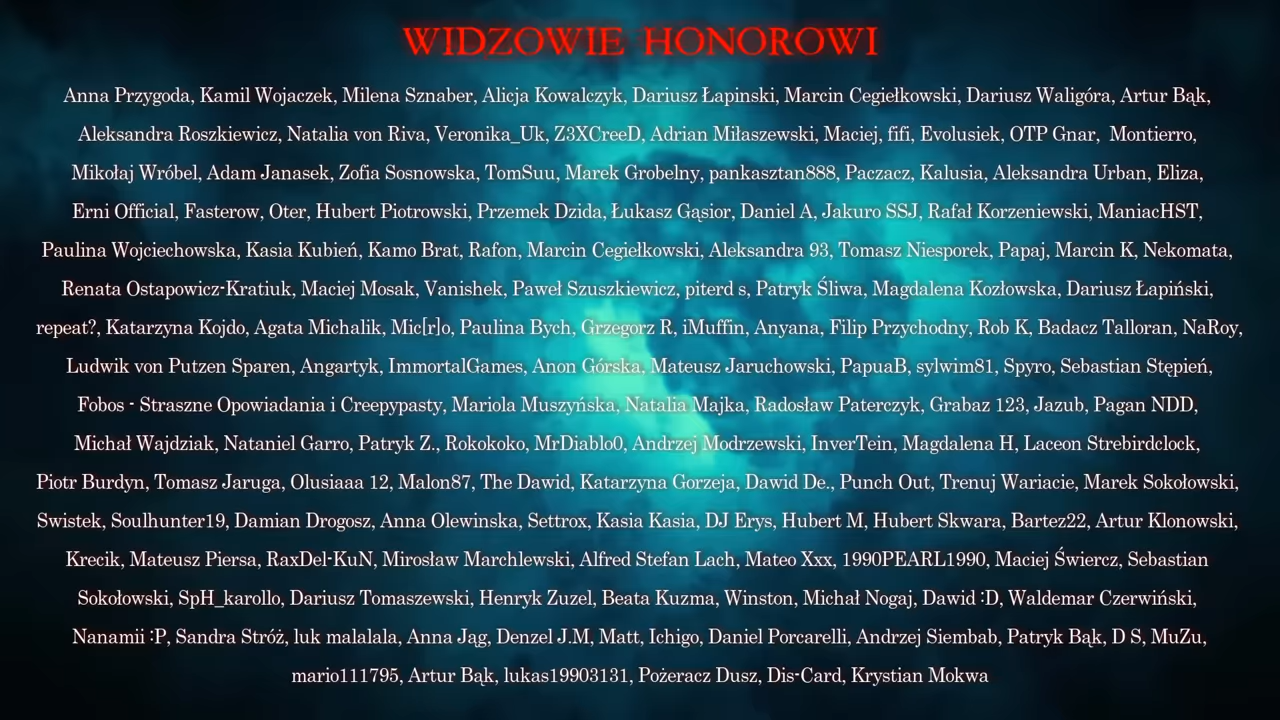 WIDZOWIE HONOROWI
Anna Przygoda, Kamil Wojaczek, Milena Sznaber, Alicja Kowalczyk, Dariusz Łapinski, Marcin Cegiełkowski, Dariusz Waligóra, Artur Bąk,
Aleksandra Roszkiewicz, Natalia von Riva, Veronika_Uk, Z3XCreeD, Adrian Miłaszewski, Maciej, fifi, Evolusiek, OTP Gnar, Montierro,
Mikołaj Wróbel, Adam Janasek, Zofia Sosnowska, TomSuu, Marek Grobelny, pankasztan888, Paczacz, Kalusia, Aleksandra Urban, Eliza,
Erni Official, Fasterow, Oter, Hubert Piotrowski, Przemek Dzida, Łukasz Gąsior, Daniel A, Jakuro SSJ, Rafał Korzeniewski, ManiacHST,
Paulina Wojciechowska, Kasia Kubień, Kamo Brat, Rafon, Marcin Cegiełkowski, Aleksandra 93, Tomasz Niesporek, Papaj, Marcin K, Nekomata,
Renata Ostapowicz-Kratiuk, Maciej Mosak, Vanishek, Paweł Szuszkiewicz, piterd s, Patryk Śliwa, Magdalena Kozłowska, Dariusz Łapiński,
repeat?, Katarzyna Kojdo, Agata Michalik, Mic[r]o, Paulina Bych, Grzegorz R, iMuffin, Anyana, Filip Przychodny, Rob K, Badacz Talloran, NaRoy,
Ludwik von Putzen Sparen, Angartyk, ImmortalGames, Anon Górska, Mateusz Jaruchowski, PapuaB, sylwim81, Spyro, Sebastian Stępień,
Fobos - Straszne Opowiadania i Creepypasty, Mariola Muszyńska, Natalia Majka, Radosław Paterczyk, Grabaz 123, Jazub, Pagan NDD,
Michał Wajdziak, Nataniel Garro, Patryk Z., Rokokoko, MrDiablo0, Andrzej Modrzewski, InverTein, Magdalena H, Laceon Strebirdclock,
Piotr Burdyn, Tomasz Jaruga, Olusiaaa 12, Malon87, The Dawid, Katarzyna Gorzeja, Dawid De., Punch Out, Trenuj Wariacie, Marek Sokołowski,
Swistek, Soulhunter19, Damian Drogosz, Anna Olewinska, Settrox, Kasia Kasia, DJ Erys, Hubert M, Hubert Skwara, Bartez22, Artur Klonowski,
Krecik, Mateusz Piersa, RaxDel-KuN, Mirosław Marchlewski, Alfred Stefan Lach, Mateo Xxx, 1990PEARL1990, Maciej Świercz, Sebastian
Sokołowski, SpH_karollo, Dariusz Tomaszewski, Henryk Zuzel, Beata Kuzma, Winston, Michał Nogaj, Dawid :D, Waldemar Czerwiński,
Nanamii :P, Sandra Stróż, luk malalala, Anna Jąg, Denzel J.M, Matt, Ichigo, Daniel Porcarelli, Andrzej Siembab, Patryk Bąk, D S, MuZu,
mario111795, Artur Bąk, lukas19903131, Pożeracz Dusz, Dis-Card, Krystian Mokwa